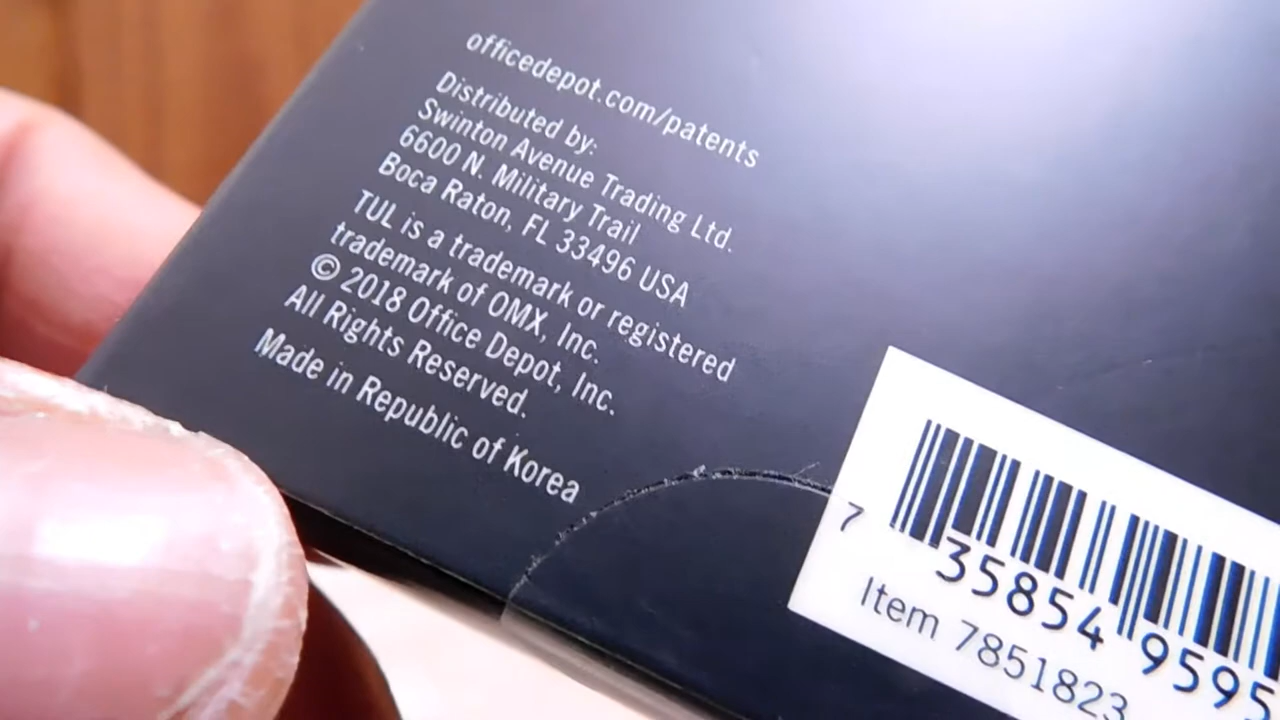 officedepot.com/patents
Distributed by:
Swinton Avenue Trading Ltd.
6600 N. Military Trail
Boca Raton, FL 33496 USA
TUL is a trademark or registered
trademark of OMX, Inc.
© 2018 Office Depot, Inc.
All Rights Reserved.
Made in Republic of Korea
7 35854 9595
Item 7851823